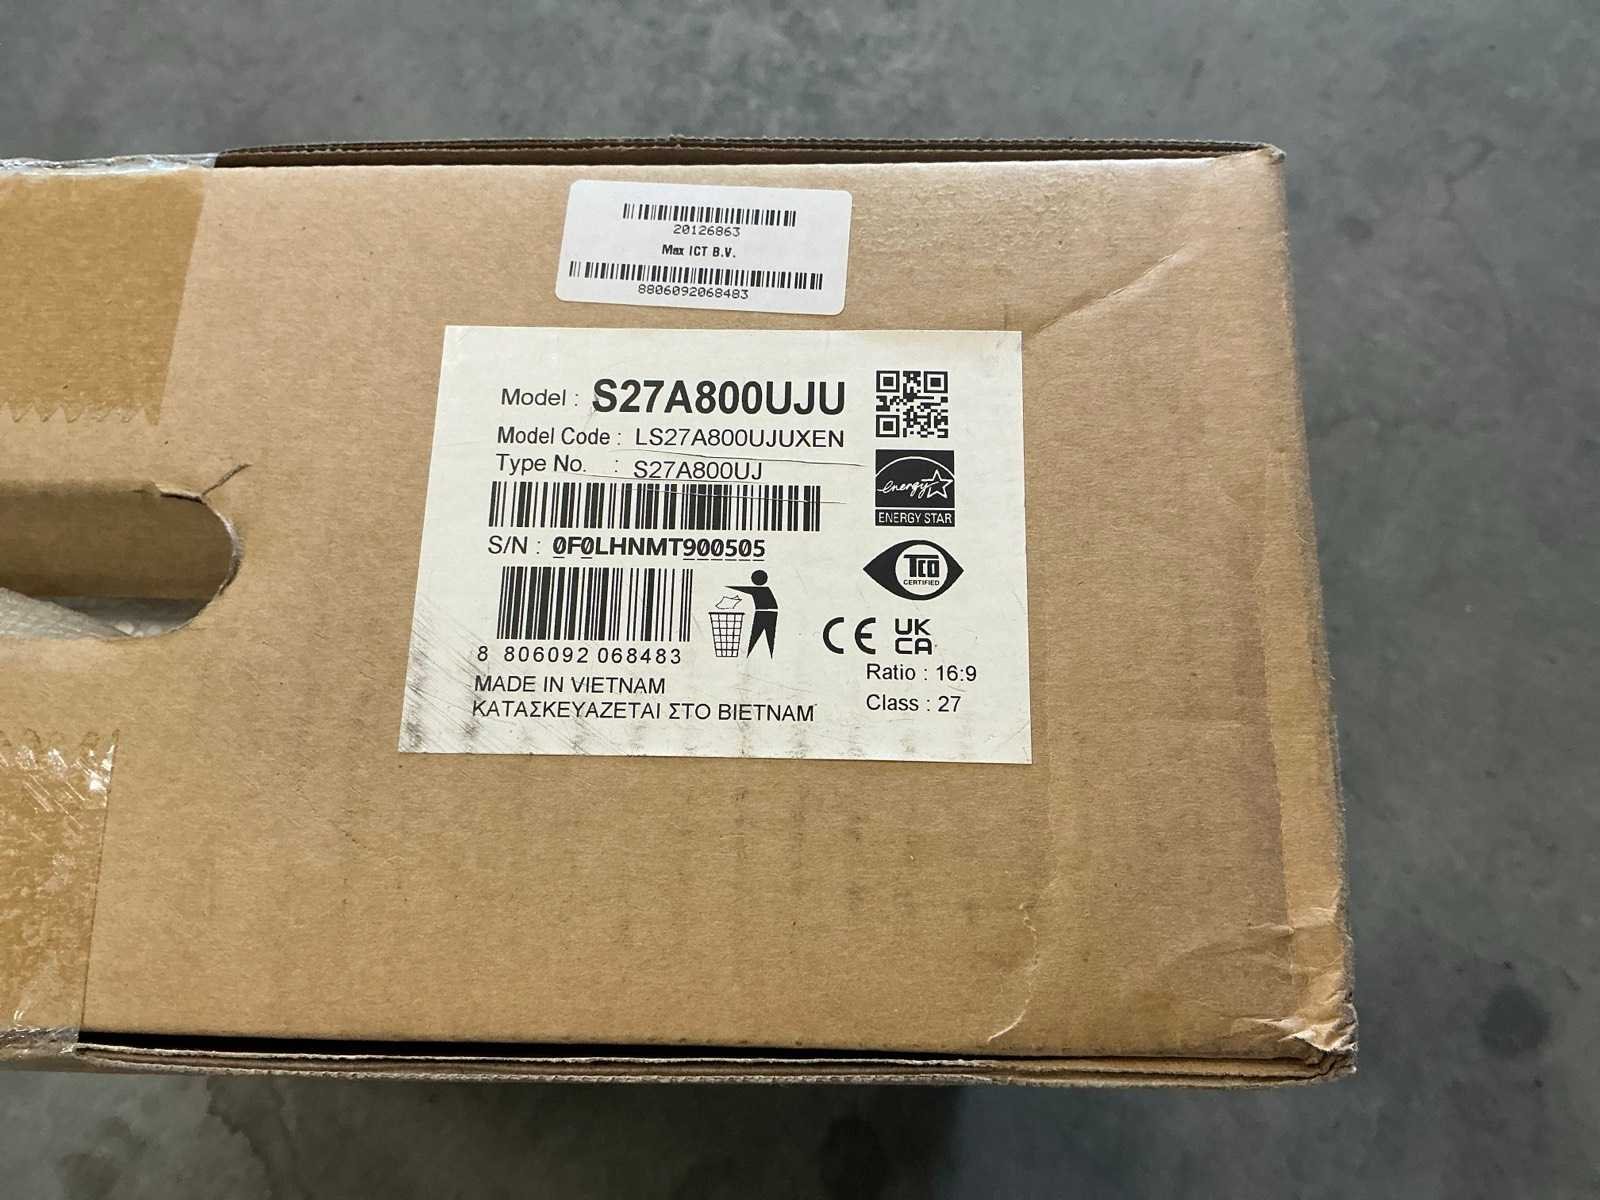 20126863
Max ICT B.V.
8806092068483
Model : S27A800UJU
Model Code : LS27A800UJUXEN
Type No. : S27A800UJ
S/N : 0F0LHNMT900505
8 806092 068483
MADE IN VIETNAM
ΚΑΤΑΣΚΕΥΑΖΕΤΑΙ ΣΤΟ ΒΙΕΤΝΑΜ
energy
ENERGY STAR
TCO
CERTIFIED
CE UK
CA
Ratio : 16:9
Class : 27